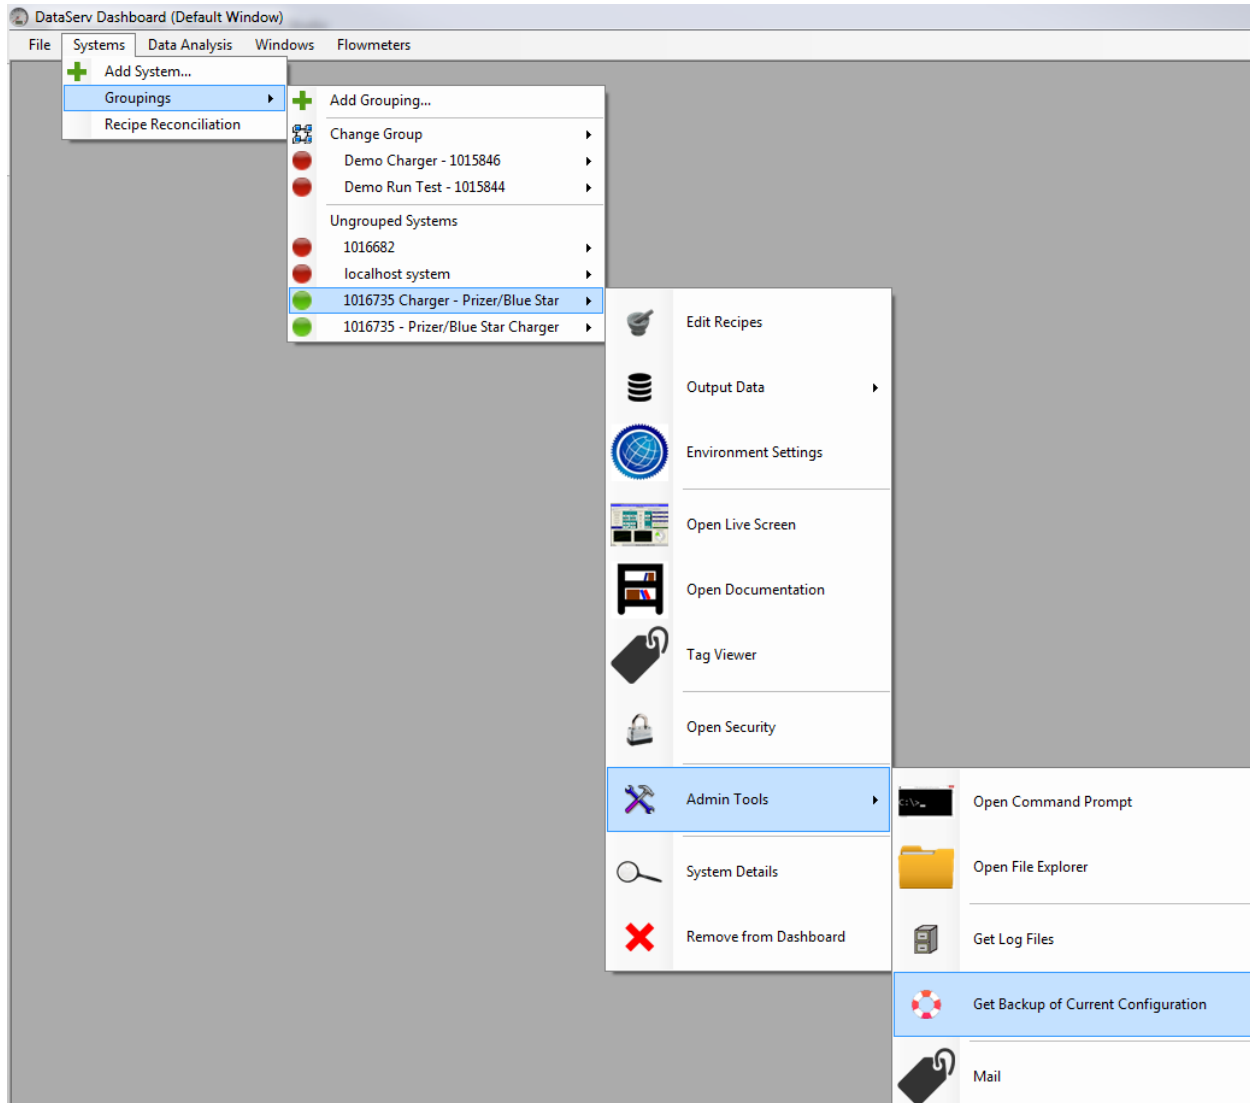 DataServ Dashboard (Default Window)
File Systems Data Analysis Windows Flowmeters
Add System...
Groupings
Recipe Reconciliation
Add Grouping...
Change Group
Demo Charger - 1015846
Demo Run Test - 1015844
Ungrouped Systems
1016682
localhost system
1016735 Charger - Prizer/Blue Star
1016735 - Prizer/Blue Star Charger
Edit Recipes
Output Data
Environment Settings
Open Live Screen
Open Documentation
Tag Viewer
Open Security
Admin Tools
System Details
Remove from Dashboard
C:\>_
Open Command Prompt
Open File Explorer
Get Log Files
Get Backup of Current Configuration
Mail